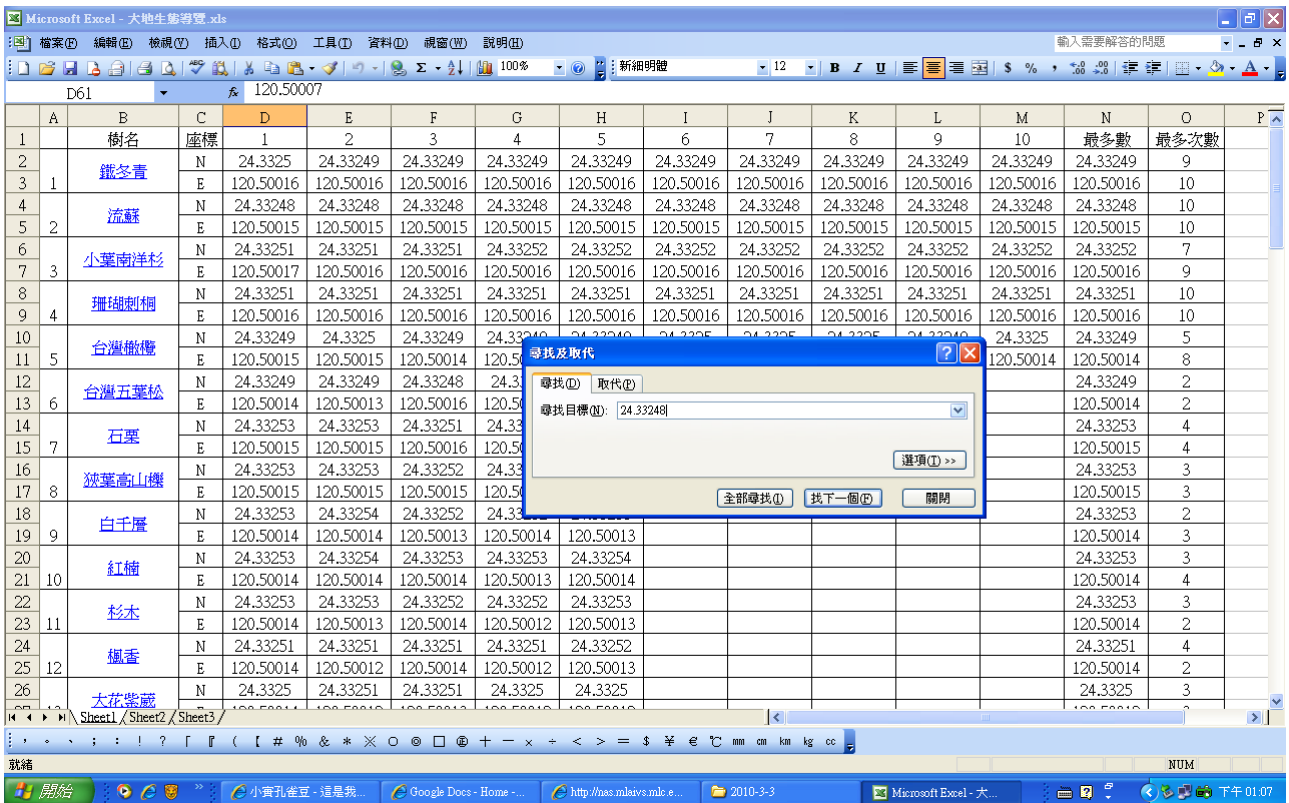 Microsoft Excel - 大地生態導覽.xls
檔案(F) 編輯(E) 檢視(V) 插入(I) 格式(O) 工具(T) 資料(D) 視窗(W) 說明(H) 輸入需要解答的問題
100% 新細明體 12 B I U $ % ,
D61 fx 120.50007
A B C D E F G H I J K L M N O P
1 樹名 座標 1 2 3 4 5 6 7 8 9 10 最多數 最多次數
2 鐵冬青 N 24.3325 24.33249 24.33249 24.33249 24.33249 24.33249 24.33249 24.33249 24.33249 24.33249 24.33249 9
3 1 E 120.50016 120.50016 120.50016 120.50016 120.50016 120.50016 120.50016 120.50016 120.50016 120.50016 120.50016 10
4 流蘇 N 24.33248 24.33248 24.33248 24.33248 24.33248 24.33248 24.33248 24.33248 24.33248 24.33248 24.33248 10
5 2 E 120.50015 120.50015 120.50015 120.50015 120.50015 120.50015 120.50015 120.50015 120.50015 120.50015 120.50015 10
6 小葉南洋杉 N 24.33251 24.33251 24.33251 24.33252 24.33252 24.33252 24.33252 24.33252 24.33252 24.33252 24.33252 7
7 3 E 120.50017 120.50016 120.50016 120.50016 120.50016 120.50016 120.50016 120.50016 120.50016 120.50016 120.50016 9
8 珊瑚刺桐 N 24.33251 24.33251 24.33251 24.33251 24.33251 24.33251 24.33251 24.33251 24.33251 24.33251 24.33251 10
9 4 E 120.50016 120.50016 120.50016 120.50016 120.50016 120.50016 120.50016 120.50016 120.50016 120.50016 120.50016 10
10 台灣橄欖 N 24.33249 24.3325 24.33249 24.3325 24.33249 5
11 5 E 120.50015 120.50015 120.50014 120.50014 120.50014 8
12 台灣五葉松 N 24.33249 24.33249 24.33248 24.33249 2
13 6 E 120.50014 120.50013 120.50016 120.50014 2
14 石栗 N 24.33253 24.33253 24.33251 24.33253 4
15 7 E 120.50015 120.50015 120.50016 120.50015 4
16 狹葉高山櫟 N 24.33253 24.33253 24.33252 24.33253 3
17 8 E 120.50015 120.50015 120.50015 120.50015 3
18 白千層 N 24.33253 24.33254 24.33252 24.33253 2
19 9 E 120.50014 120.50014 120.50013 120.50014 120.50013 120.50014 3
20 紅楠 N 24.33253 24.33254 24.33253 24.33253 24.33254 24.33253 3
21 10 E 120.50014 120.50014 120.50014 120.50013 120.50014 120.50014 4
22 杉木 N 24.33253 24.33253 24.33252 24.33252 24.33253 24.33253 3
23 11 E 120.50014 120.50013 120.50014 120.50012 120.50013 120.50014 2
24 楓香 N 24.33251 24.33251 24.33251 24.33251 24.33252 24.33251 4
25 12 E 120.50014 120.50012 120.50014 120.50012 120.50013 120.50014 2
26 大花紫薇 N 24.3325 24.33251 24.33251 24.3325 24.3325 24.3325 3
尋找及取代
尋找(D) 取代(P)
尋找目標(N): 24.33248
選項(T) >>
全部尋找(I) 找下一個(F) 關閉
Sheet1 Sheet2 Sheet3
, 。 、 ; : ! ? 「 『 ( 【 # % & * ※ ○ ◎ □ ⊕ + － × ÷ < > = $ ¥ € ℃ mm cm km kg cc
就緒 NUM
開始 小實孔雀豆 - 這是我... Google Docs - Home -... http://nas.mlaivs.mlc.e... 2010-3-3 Microsoft Excel - 大... 下午 01:07